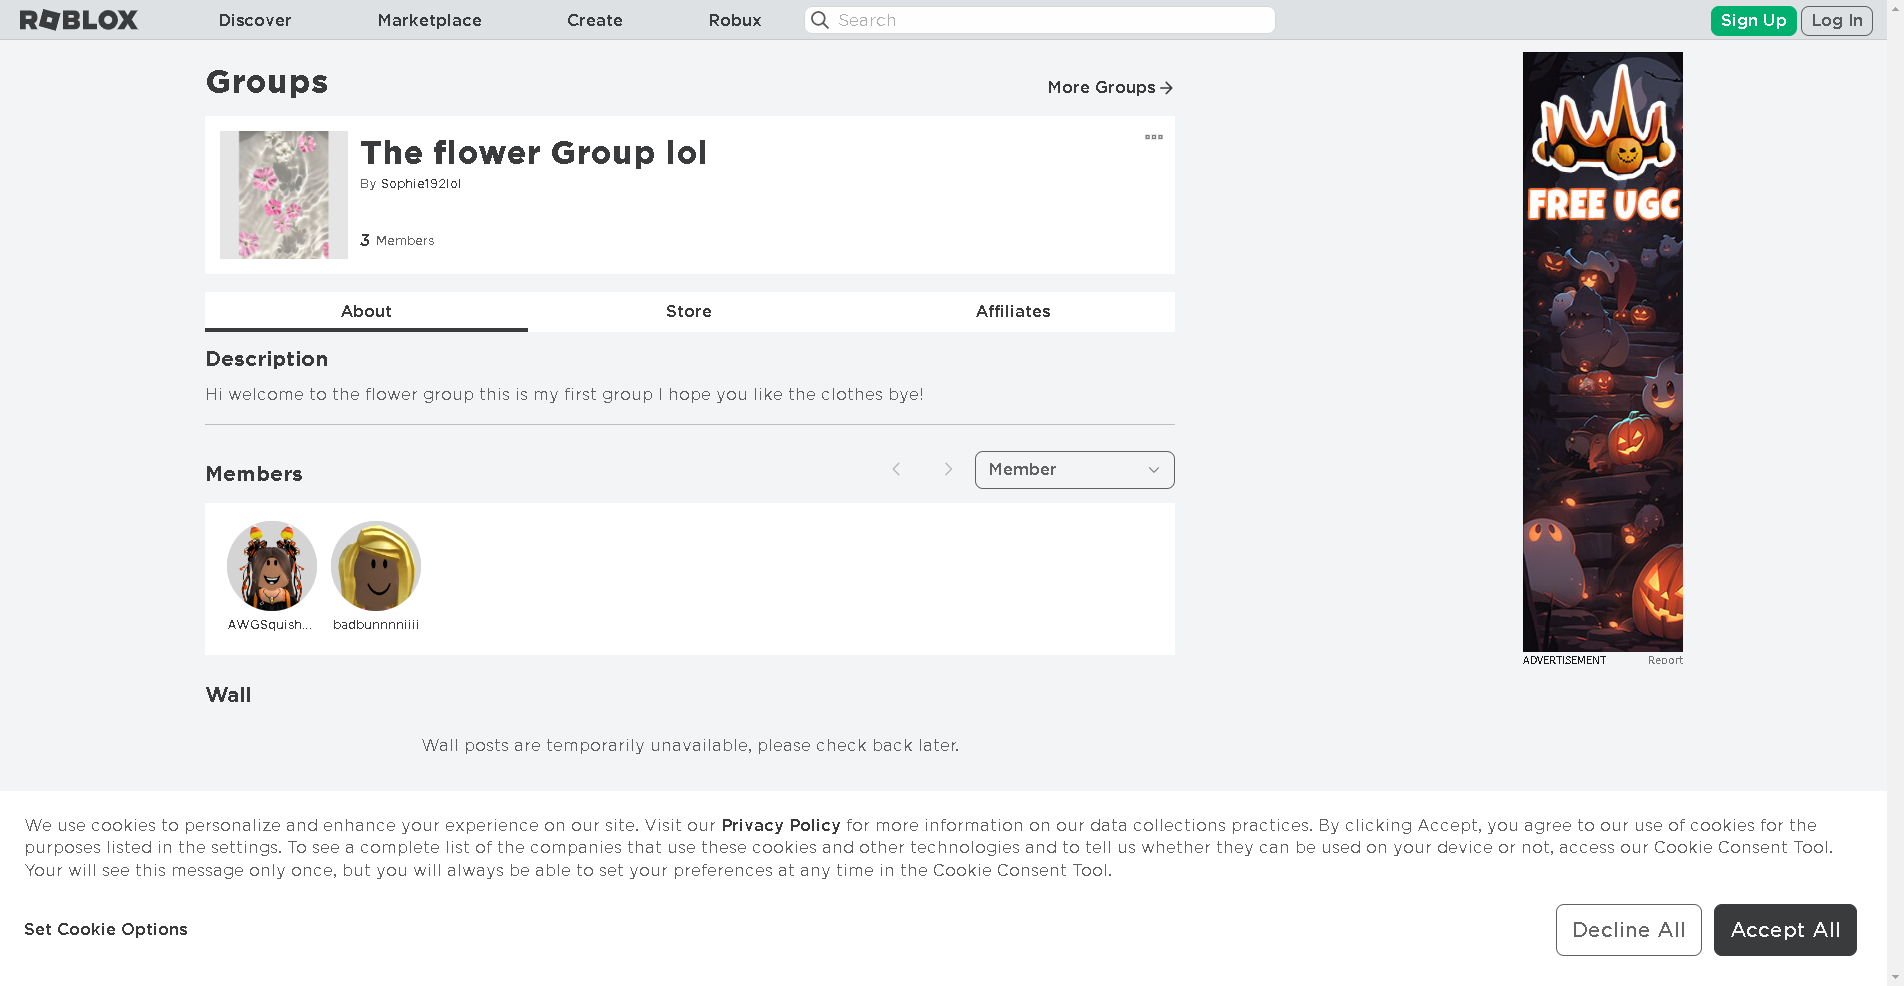 ROBLOX
Discover
Marketplace
Create
Robux
Search
Sign Up
Log In
Groups
More Groups
The flower Group lol
By Sophie192lol
3 Members
About
Store
Affiliates
Description
Hi welcome to the flower group this is my first group I hope you like the clothes bye!
Members
Member
AWGSquish...
badbunnnniiii
Wall
Wall posts are temporarily unavailable, please check back later.
FREE UGC
ADVERTISEMENT
Report
We use cookies to personalize and enhance your experience on our site. Visit our Privacy Policy for more information on our data collections practices. By clicking Accept, you agree to our use of cookies for the
purposes listed in the settings. To see a complete list of the companies that use these cookies and other technologies and to tell us whether they can be used on your device or not, access our Cookie Consent Tool.
Your will see this message only once, but you will always be able to set your preferences at any time in the Cookie Consent Tool.
Set Cookie Options
Decline All
Accept All